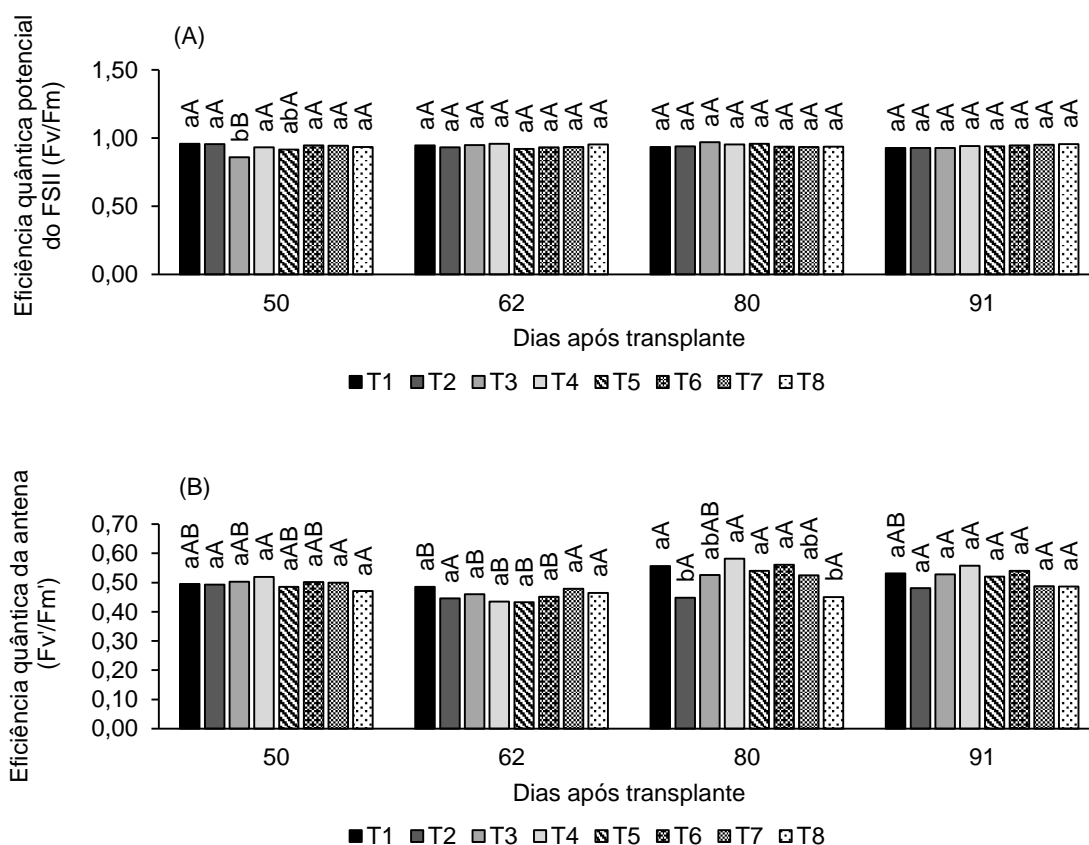 (A)
Eficiência quântica potencial
do FSII (Fv/Fm)
1,50
1,00
0,50
0,00
aA aA bB aA abA aA aA aA
aA aA aA aA aA aA aA aA
aA aA aA aA aA aA aA aA
aA aA aA aA aA aA aA aA
50 62 80 91
Dias após transplante
T1 T2 T3 T4 T5 T6 T7 T8
(B)
Eficiência quântica da antena
(Fv'/Fm')
0,70
0,60
0,50
0,40
0,30
0,20
0,10
0,00
aAB aA aAB aA aAB aAB aA aA
aB aA aB aB aB aB aA aA
aA bA abAB aA aA aA abA bA
aAB aA aA aA aA aA aA aA
50 62 80 91
Dias após transplante
T1 T2 T3 T4 T5 T6 T7 T8